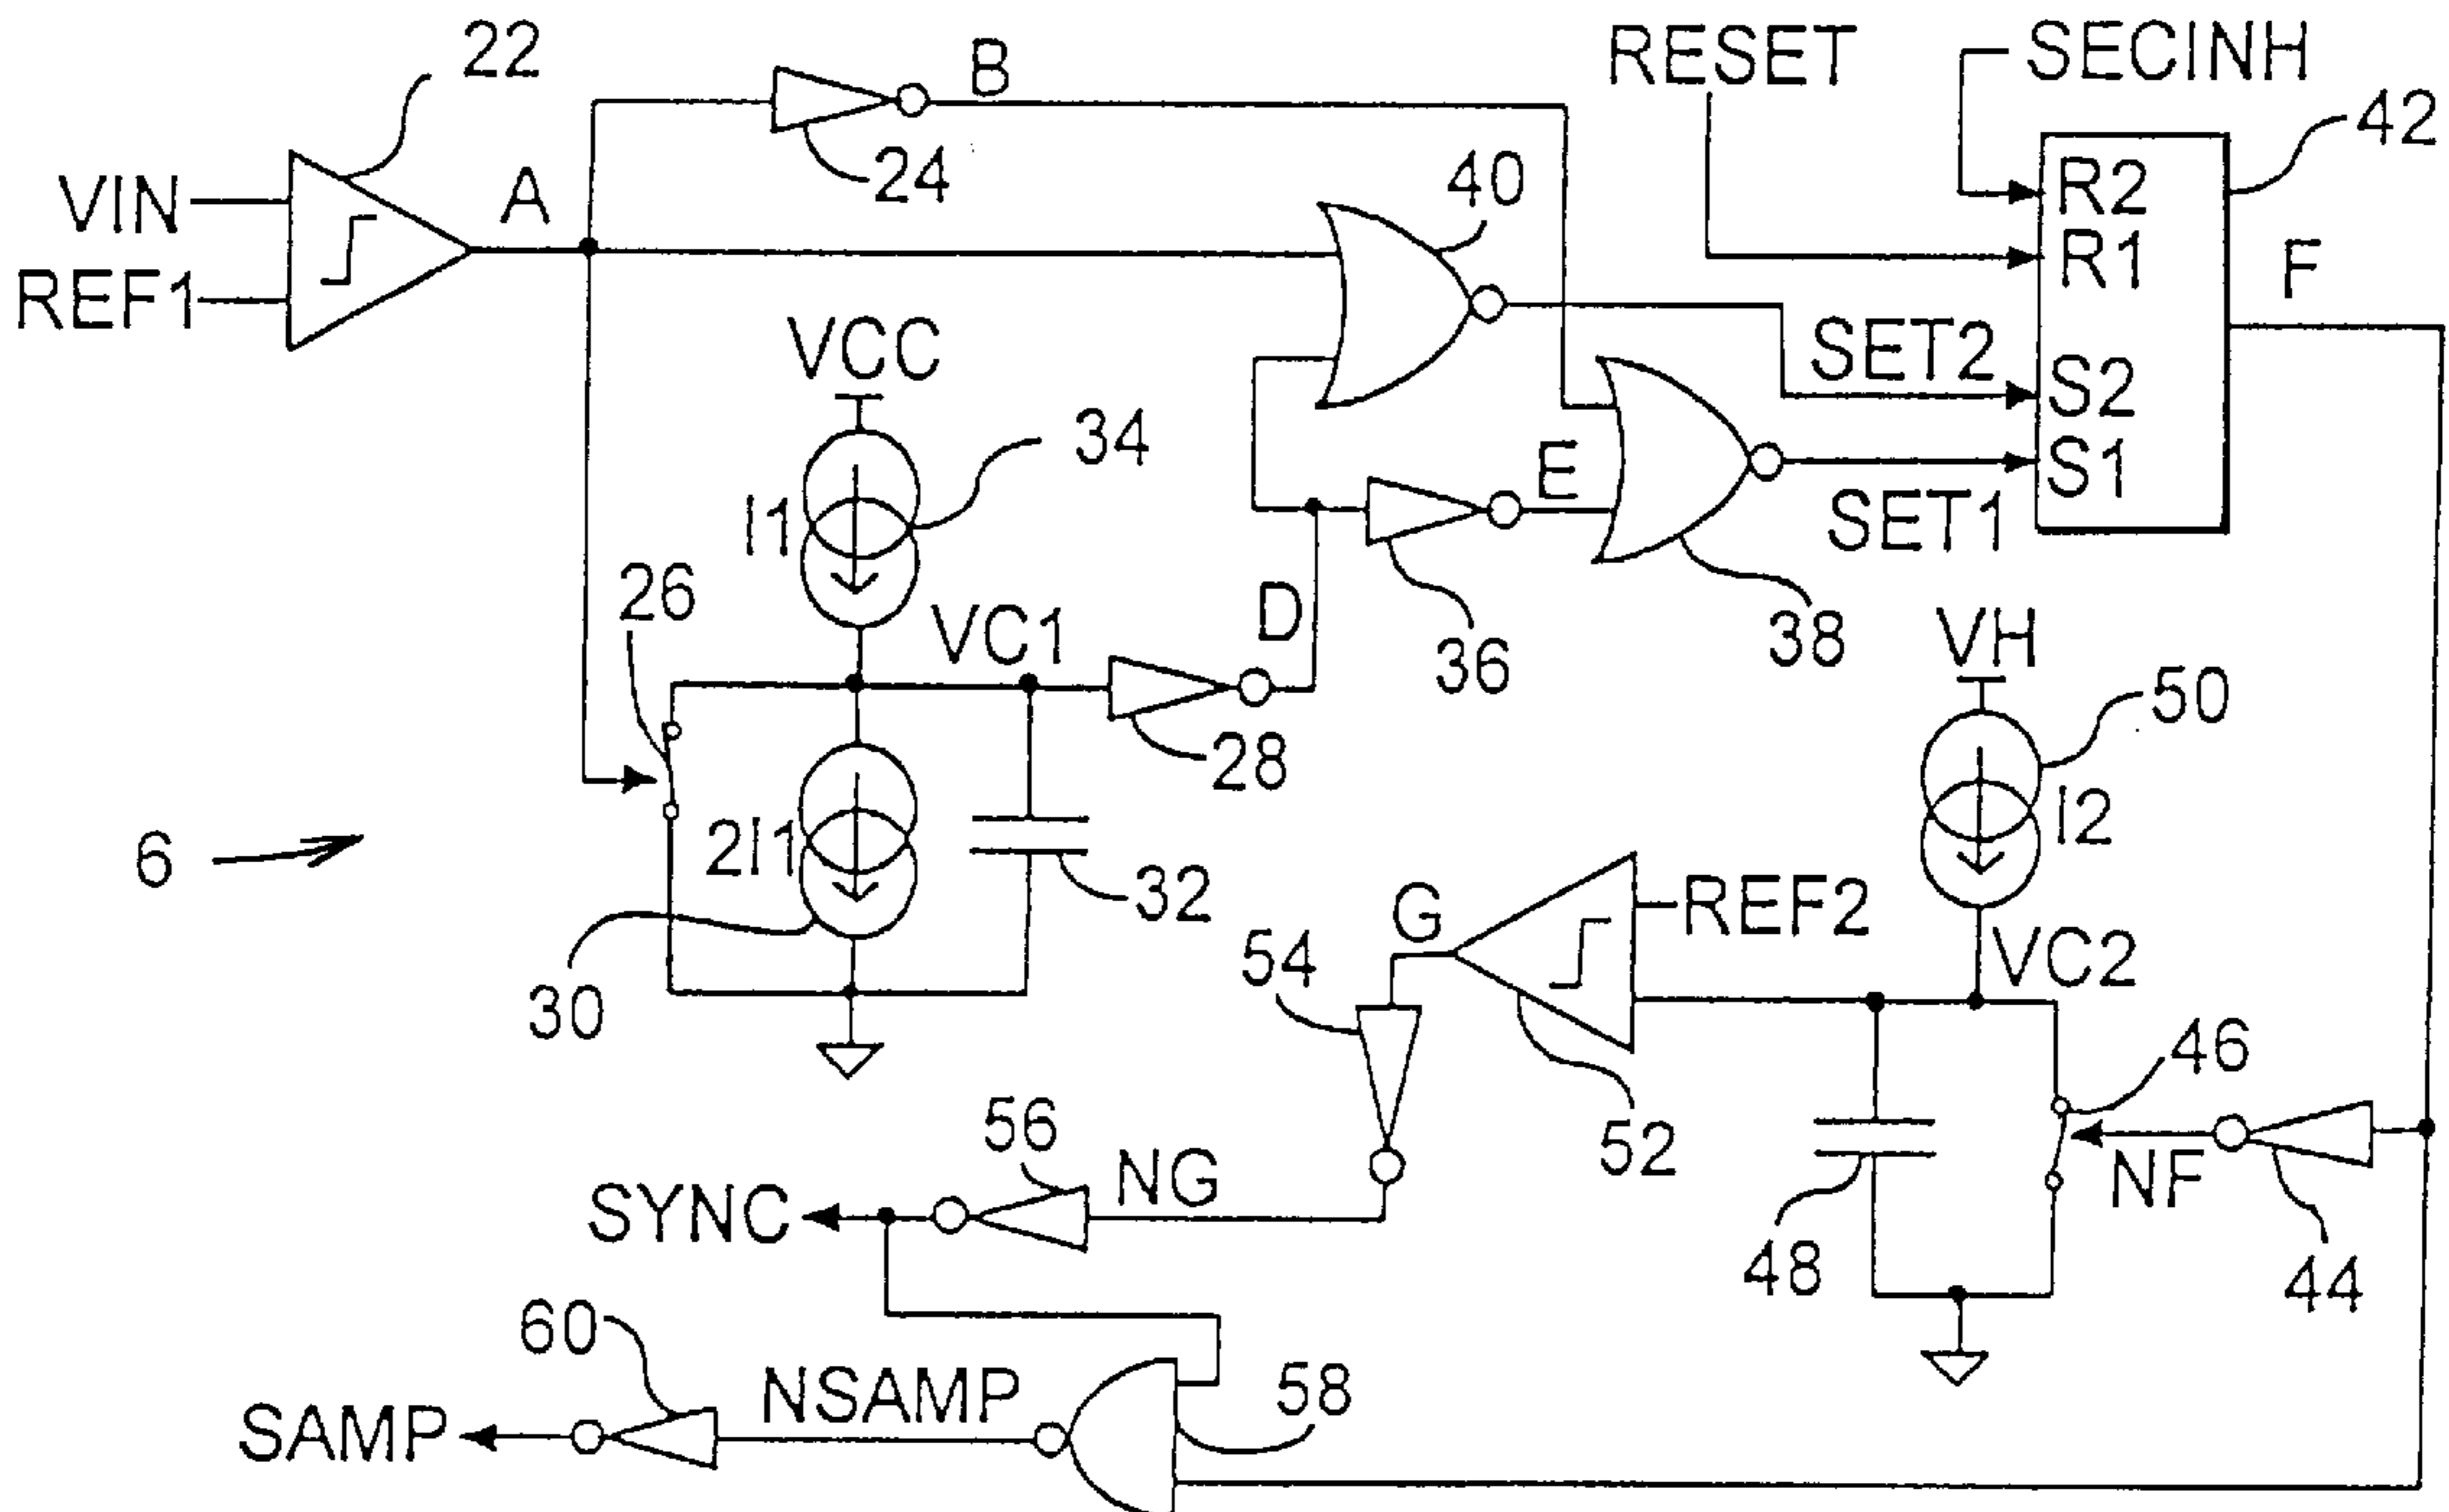 22
B
RESET
SECINH
24
40
42
VIN
A
R2
R1
F
REF1
VCC
SET2
S2
34
E
S1
I1
SET1
26
D
VC1
36
38
VH
50
28
2I1
I2
6
32
G
REF2
54
VC2
30
46
56
52
NG
NF
SYNC
48
44
60
NSAMP
58
SAMP